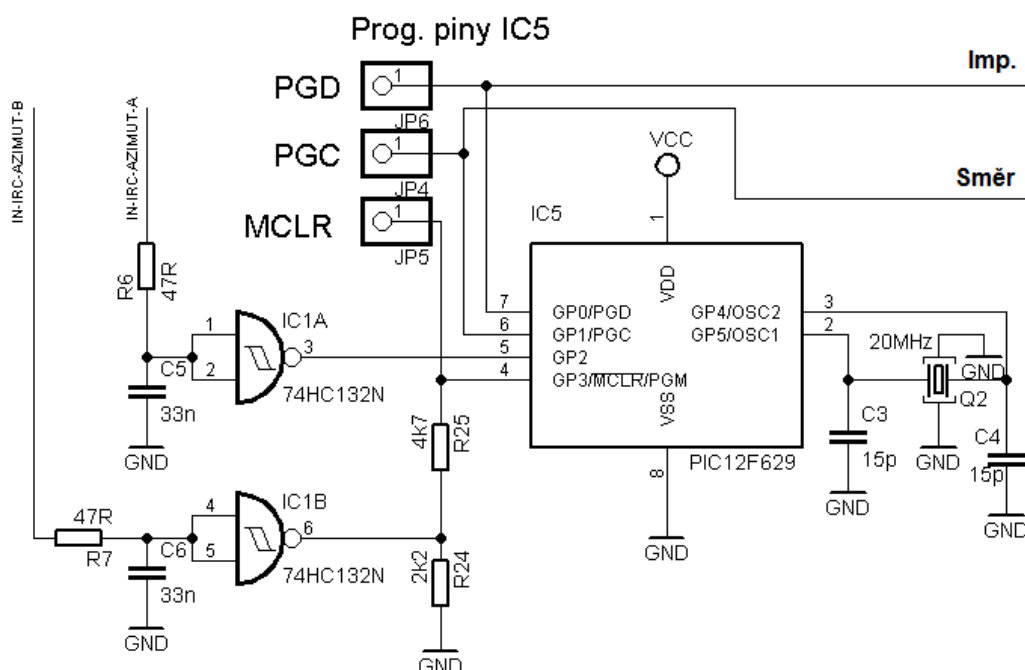 Prog. piny IC5
PGD
1
JP6
Imp.
PGC
1
JP4
Směr
MCLR
1
JP5
IN-IRC-AZIMUT-B
IN-IRC-AZIMUT-A
VCC
IC5
1
VDD
R6
47R
7
GP0/PGD
GP4/OSC2
3
6
GP1/PGC
GP5/OSC1
2
5
GP2
4
GP3/MCLR/PGM
VSS
8
PIC12F629
GND
20MHz
GND
Q2
GND
C3
15p
GND
C4
15p
GND
1
2
IC1A
3
74HC132N
C5
33n
GND
4k7
R25
47R
R7
4
5
IC1B
6
74HC132N
C6
33n
GND
2k2
R24
GND